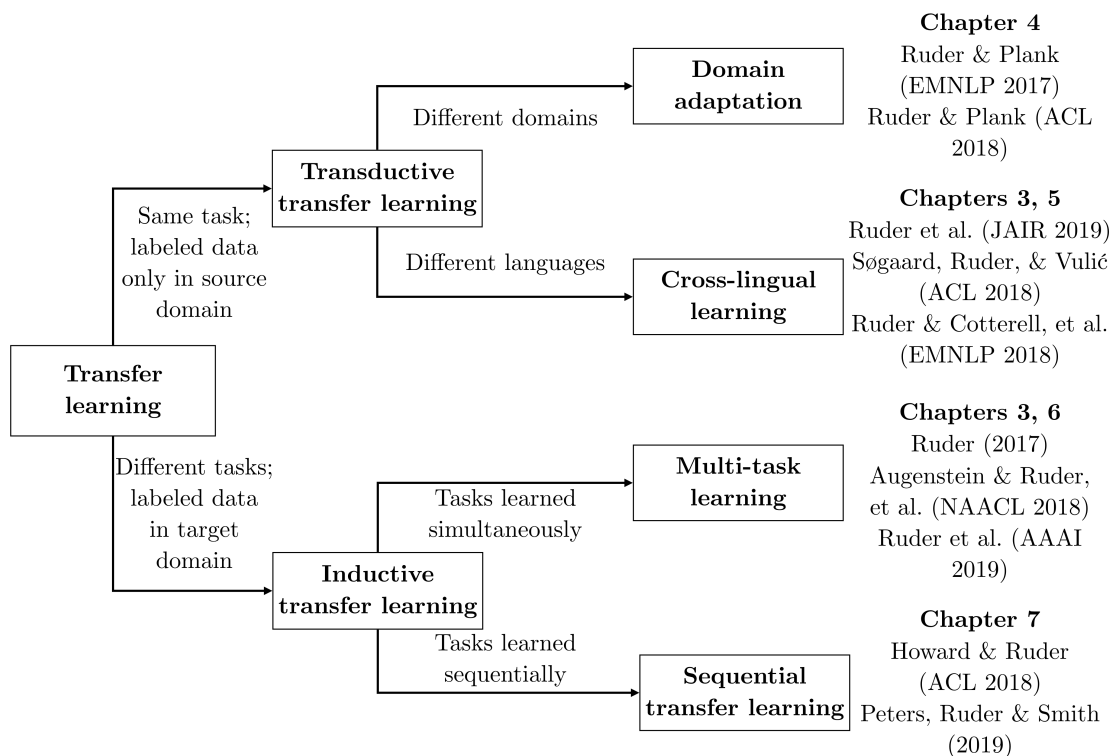 Chapter 4
Ruder & Plank
(EMNLP 2017)
Ruder & Plank (ACL
2018)
Domain
adaptation
Different domains
Transductive
transfer learning
Same task;
labeled data
only in source
domain
Different languages
Cross-lingual
learning
Chapters 3, 5
Ruder et al. (JAIR 2019)
Søgaard, Ruder, & Vulić
(ACL 2018)
Ruder & Cotterell, et al.
(EMNLP 2018)
Transfer
learning
Different tasks;
labeled data
in target
domain
Chapters 3, 6
Ruder (2017)
Augenstein & Ruder,
et al. (NAACL 2018)
Ruder et al. (AAAI
2019)
Multi-task
learning
Tasks learned
simultaneously
Inductive
transfer learning
Tasks learned
sequentially
Sequential
transfer learning
Chapter 7
Howard & Ruder
(ACL 2018)
Peters, Ruder & Smith
(2019)